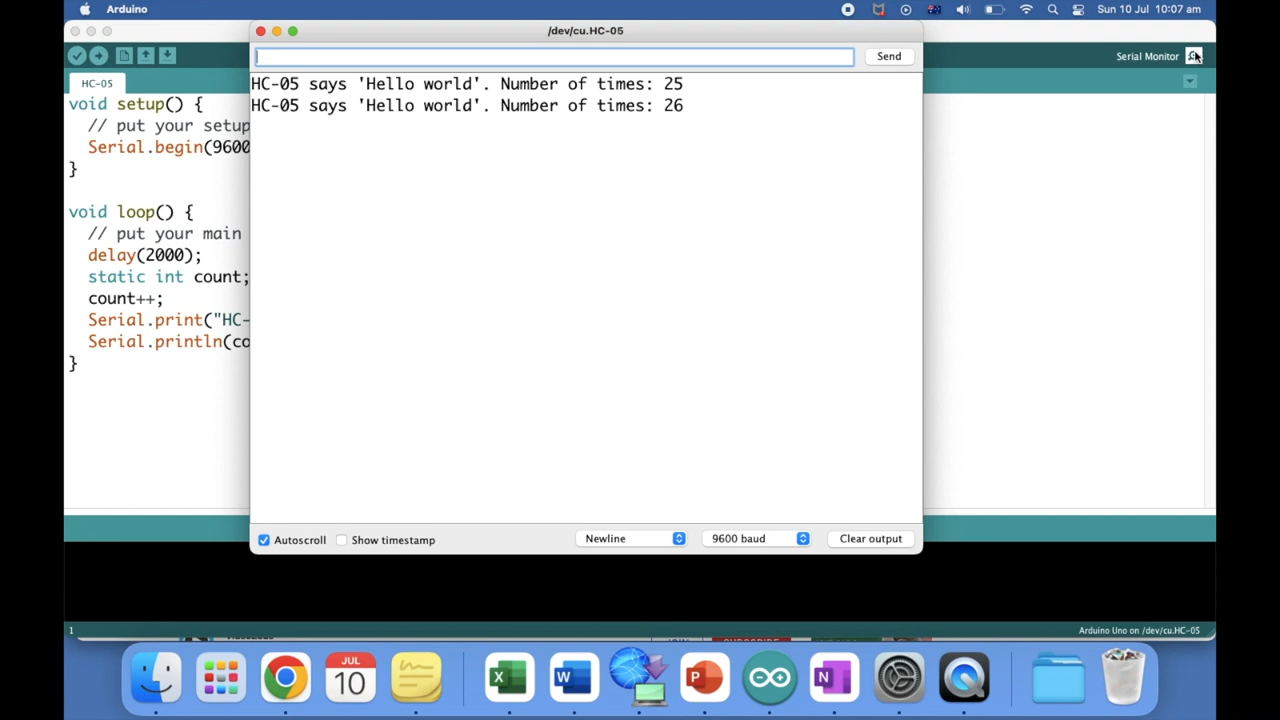 Arduino
Sun 10 Jul 10:07 am
/dev/cu.HC-05
Send
Serial Monitor
HC-05
HC-05 says 'Hello world'. Number of times: 25
HC-05 says 'Hello world'. Number of times: 26
void setup() {
// put your setup
Serial.begin(9600
}
void loop() {
// put your main
delay(2000);
static int count;
count++;
Serial.print("HC-
Serial.println(co
}
Autoscroll
Show timestamp
Newline
9600 baud
Clear output
1
Arduino Uno on /dev/cu.HC-05
JUL
10
X
W
P
N